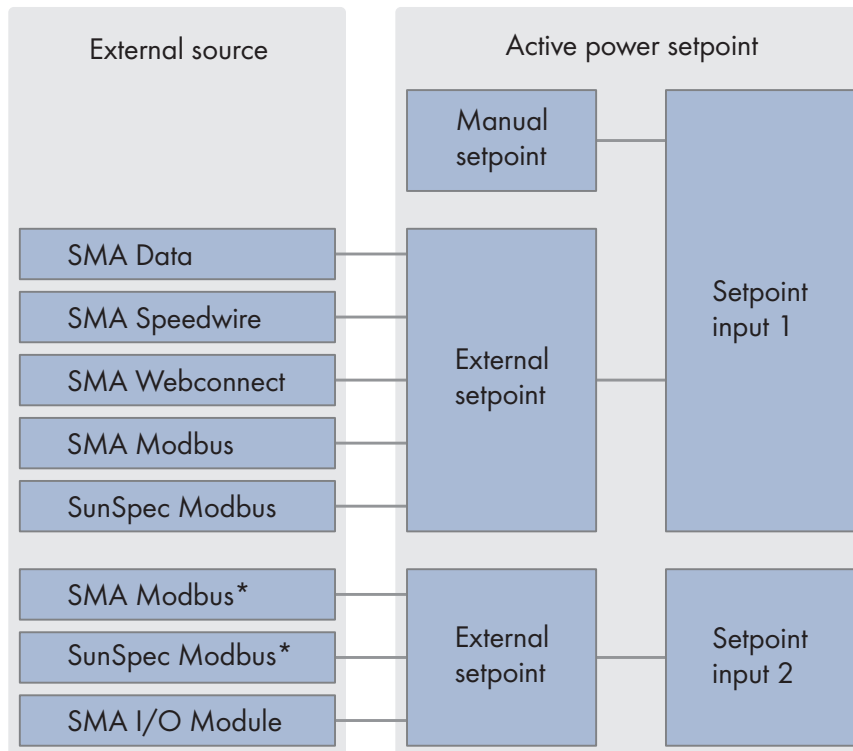 External source
Active power setpoint
Manual
setpoint
SMA Data
SMA Speedwire
SMA Webconnect
SMA Modbus
SunSpec Modbus
External
setpoint
Setpoint
input 1
SMA Modbus*
SunSpec Modbus*
SMA I/O Module
External
setpoint
Setpoint
input 2